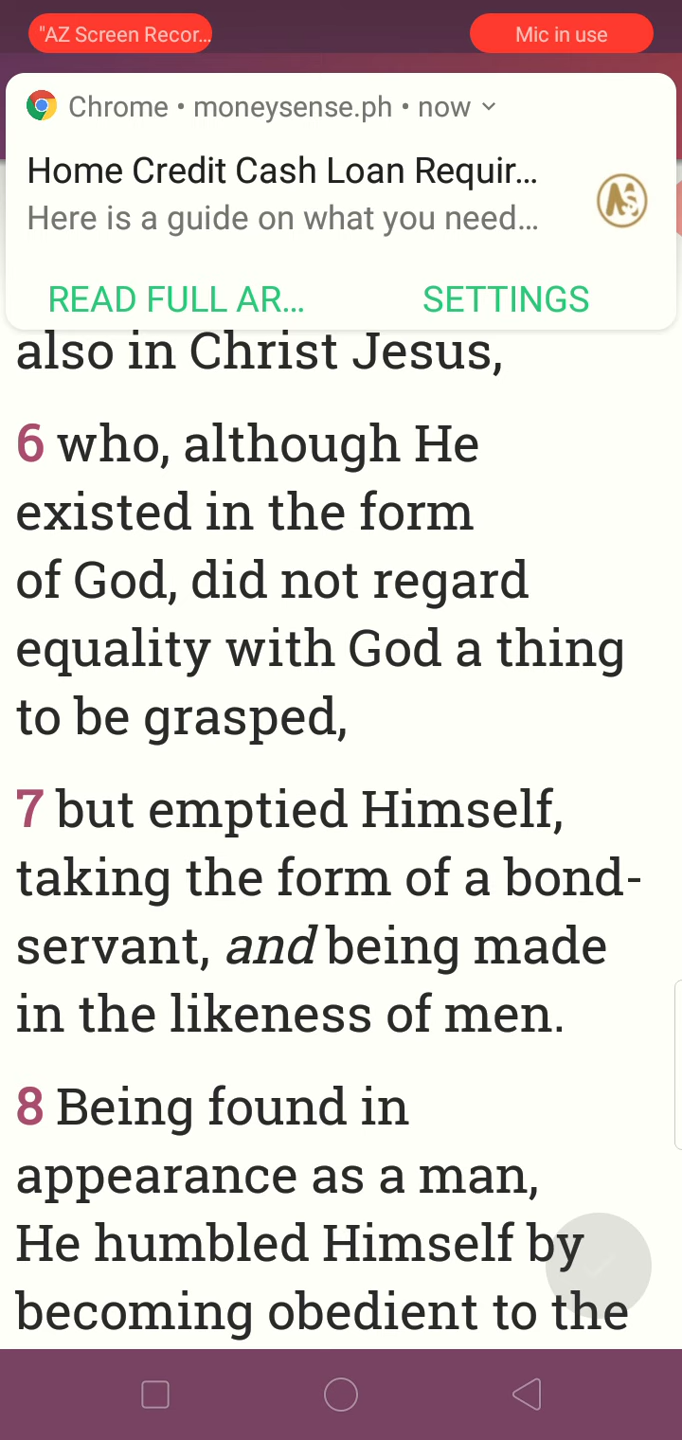 "AZ Screen Recor...
Mic in use
Chrome • moneysense.ph • now
Home Credit Cash Loan Requir...
Here is a guide on what you need...
READ FULL AR...
SETTINGS
also in Christ Jesus,
6 who, although He
existed in the form
of God, did not regard
equality with God a thing
to be grasped,
7 but emptied Himself,
taking the form of a bond-
servant, and being made
in the likeness of men.
8 Being found in
appearance as a man,
He humbled Himself by
becoming obedient to the